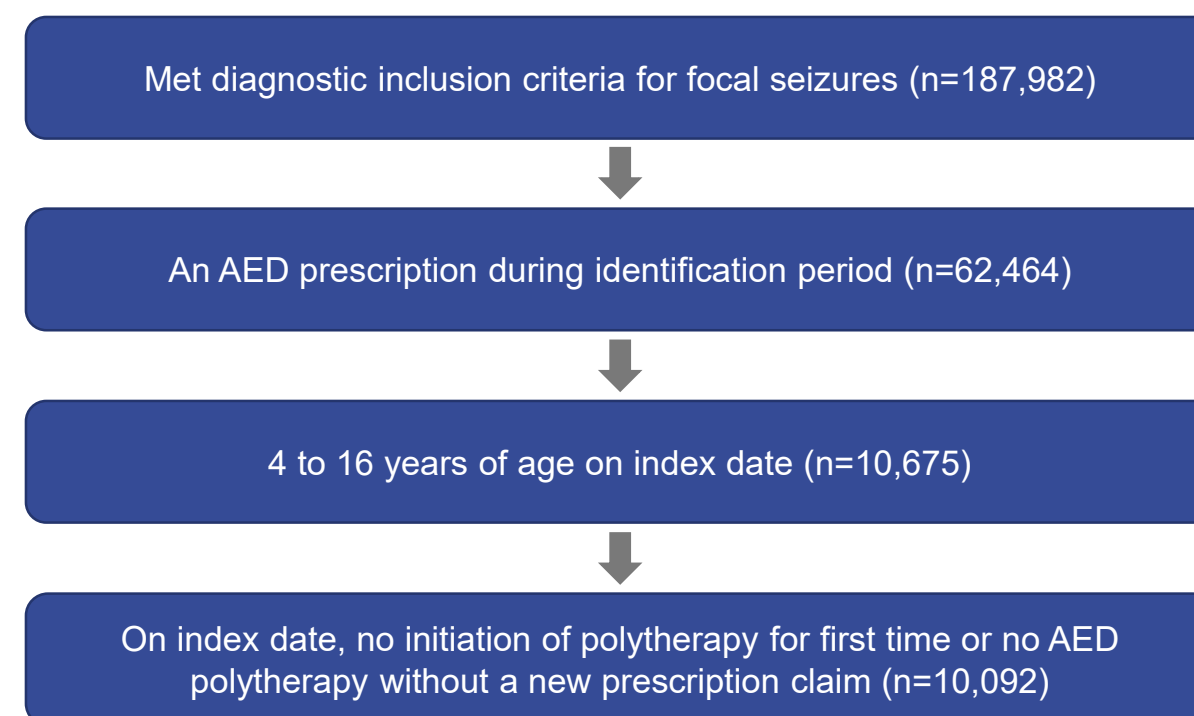 Met diagnostic inclusion criteria for focal seizures (n=187,982)
An AED prescription during identification period (n=62,464)
4 to 16 years of age on index date (n=10,675)
On index date, no initiation of polytherapy for first time or no AED
polytherapy without a new prescription claim (n=10,092)